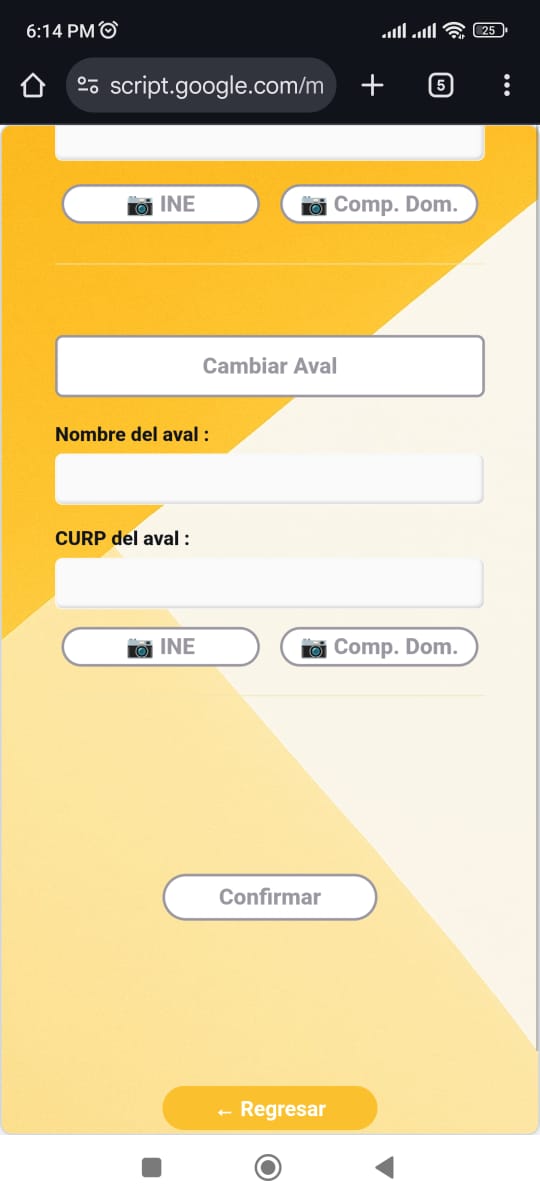 6:14 PM
25
script.google.com/m
5
INE
Comp. Dom.
Cambiar Aval
Nombre del aval :
CURP del aval :
INE
Comp. Dom.
Confirmar
← Regresar